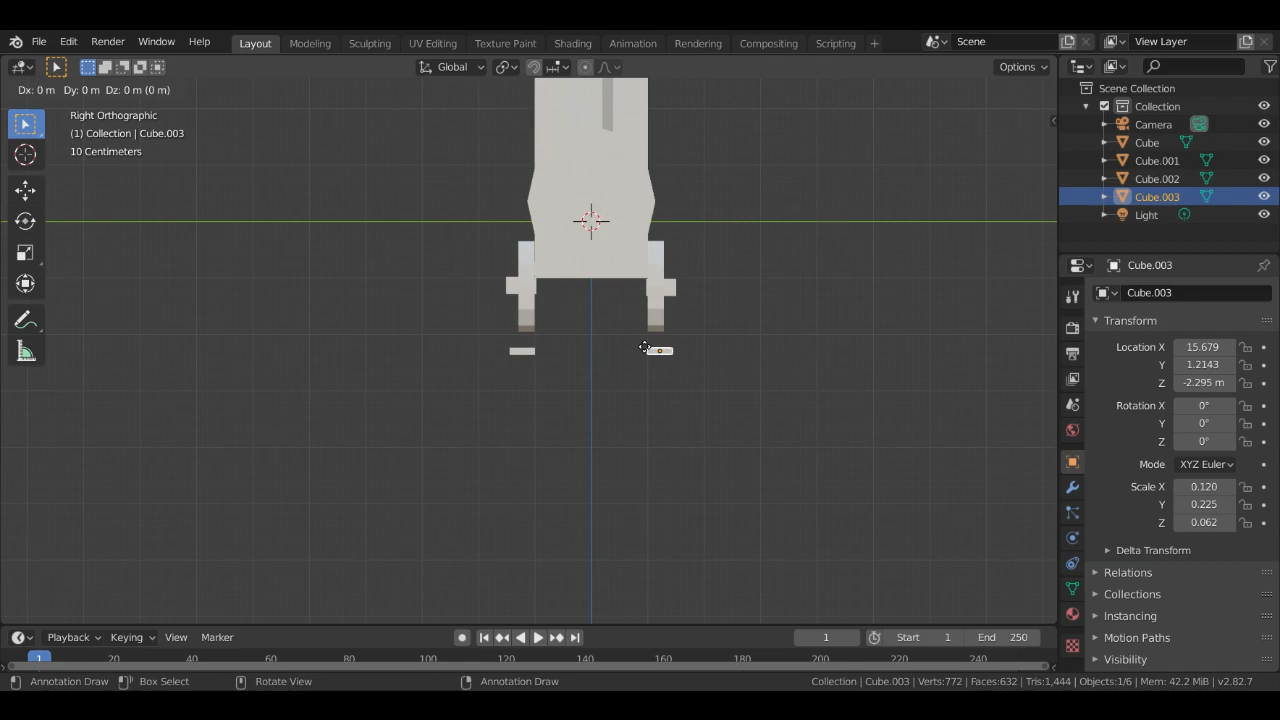 File Edit Render Window Help Layout Modeling Sculpting UV Editing Texture Paint Shading Animation Rendering Compositing Scripting + Scene View Layer
Global Options
Dx: 0 m Dy: 0 m Dz: 0 m (0 m)
Right Orthographic
(1) Collection | Cube.003
10 Centimeters
Scene Collection
Collection
Camera
Cube
Cube.001
Cube.002
Cube.003
Light
Cube.003
Cube.003
Transform
Location X 15.679
Y 1.2143
Z -2.295 m
Rotation X 0°
Y 0°
Z 0°
Mode XYZ Euler
Scale X 0.120
Y 0.225
Z 0.062
Delta Transform
Relations
Collections
Instancing
Motion Paths
Visibility
Playback Keying View Marker 1 Start 1 End 250
1 20 40 60 80 100 120 140 160 180 200 220 240
Annotation Draw Box Select Rotate View Annotation Draw Collection | Cube.003 | Verts:772 | Faces:632 | Tris:1,444 | Objects:1/6 | Mem: 42.2 MiB | v2.82.7